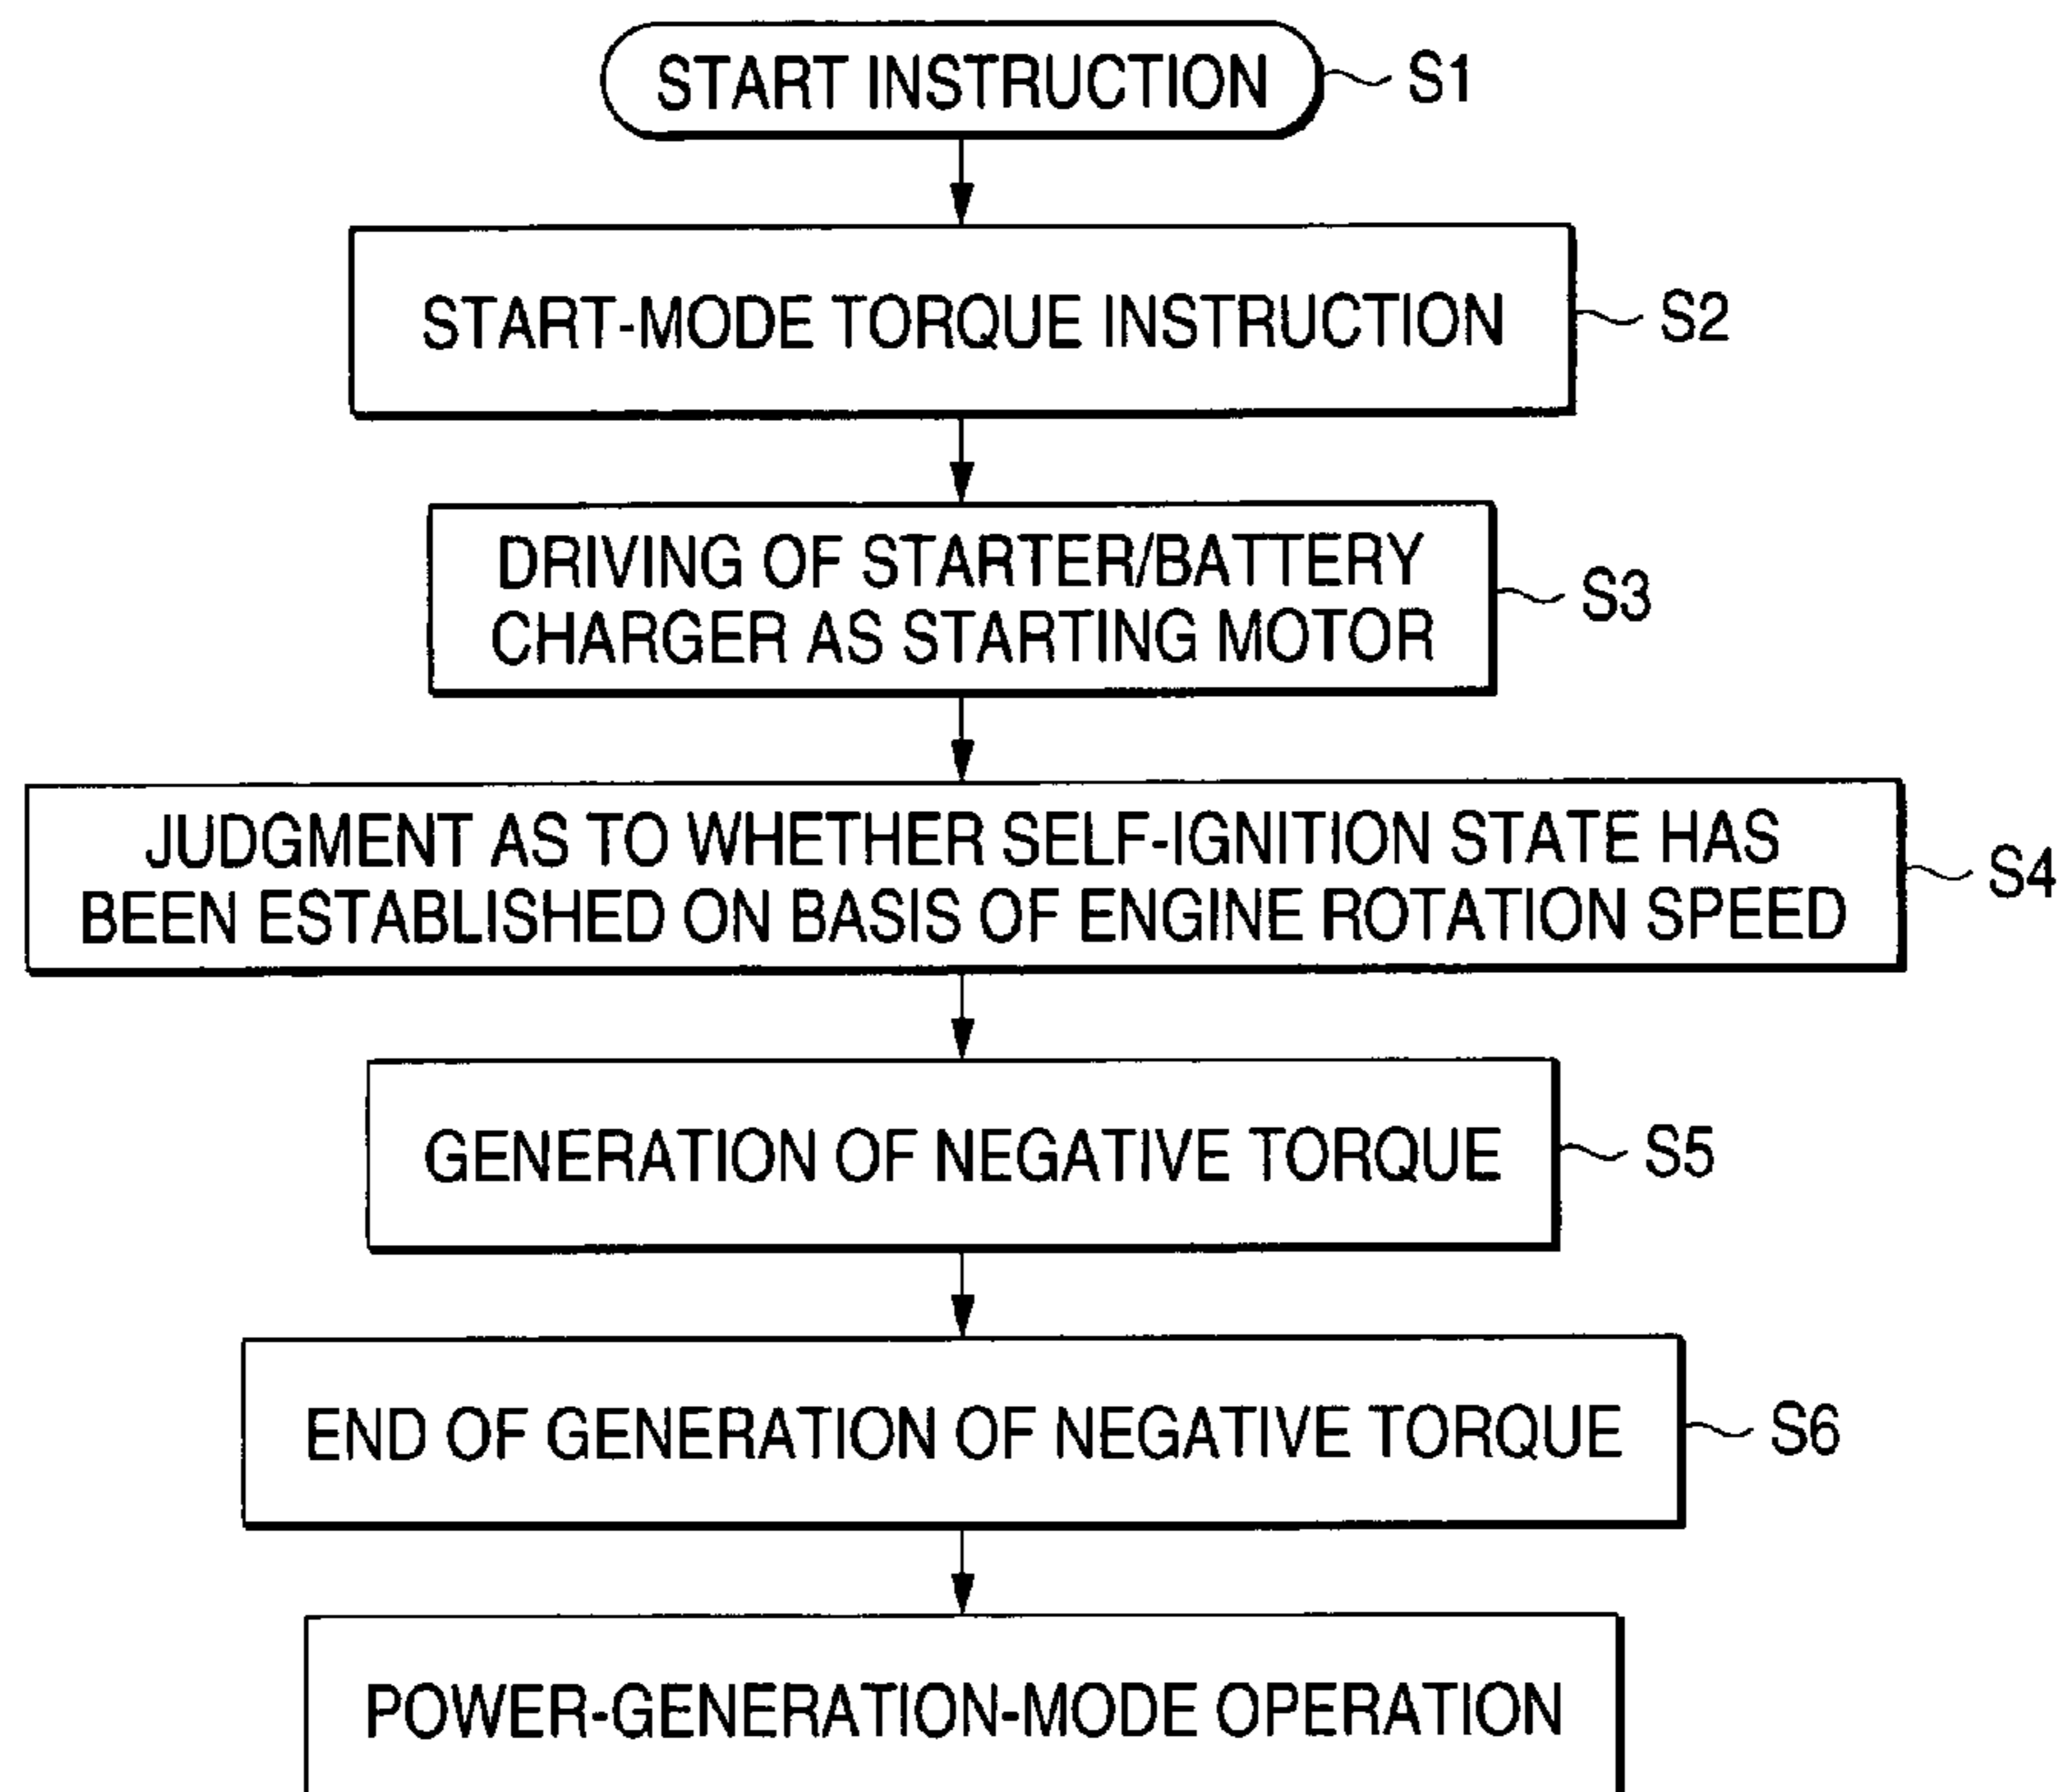 START INSTRUCTION S1
START-MODE TORQUE INSTRUCTION S2
DRIVING OF STARTER/BATTERY
CHARGER AS STARTING MOTOR
S3
JUDGMENT AS TO WHETHER SELF-IGNITION STATE HAS
BEEN ESTABLISHED ON BASIS OF ENGINE ROTATION SPEED
S4
GENERATION OF NEGATIVE TORQUE S5
END OF GENERATION OF NEGATIVE TORQUE S6
POWER-GENERATION-MODE OPERATION